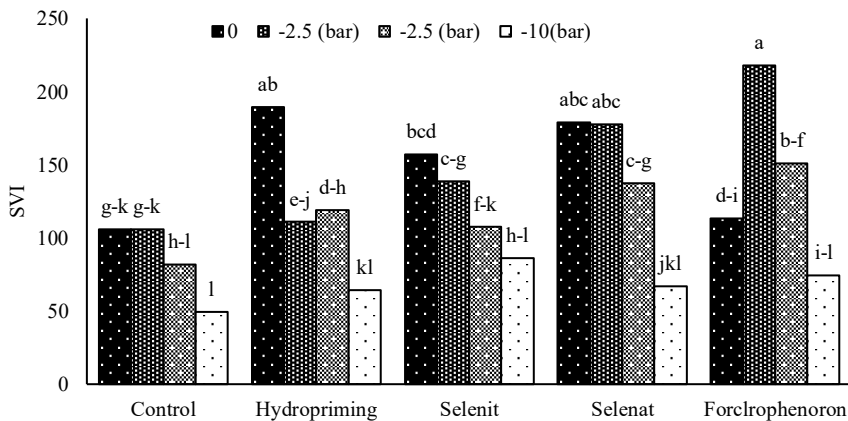 250
200
150
100
50
0
SVI
0 -2.5 (bar) -2.5 (bar) -10(bar)
g-k g-k h-l l
ab e-j d-h kl
bcd c-g f-k h-l
abc abc c-g jkl
d-i a b-f i-l
Control Hydropriming Selenit Selenat Forclrophenoron